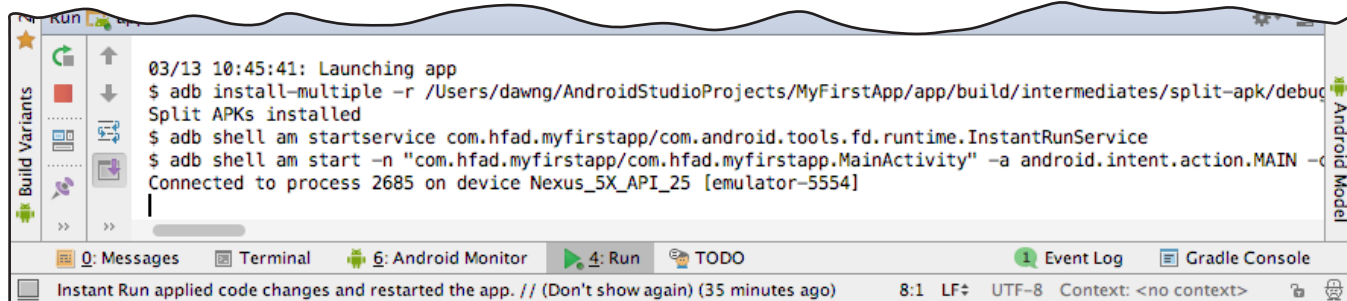 Run
03/13 10:45:41: Launching app
$ adb install-multiple -r /Users/dawng/AndroidStudioProjects/MyFirstApp/app/build/intermediates/split-apk/debug
Split APKs installed
$ adb shell am startservice com.hfad.myfirstapp/com.android.tools.fd.runtime.InstantRunService
$ adb shell am start -n "com.hfad.myfirstapp/com.hfad.myfirstapp.MainActivity" -a android.intent.action.MAIN -c
Connected to process 2685 on device Nexus_5X_API_25 [emulator-5554]
Build Variants
Android Model
>> >>
0: Messages Terminal 6: Android Monitor 4: Run TODO 1 Event Log Gradle Console
Instant Run applied code changes and restarted the app. // (Don't show again) (35 minutes ago) 8:1 LF UTF-8 Context: <no context>